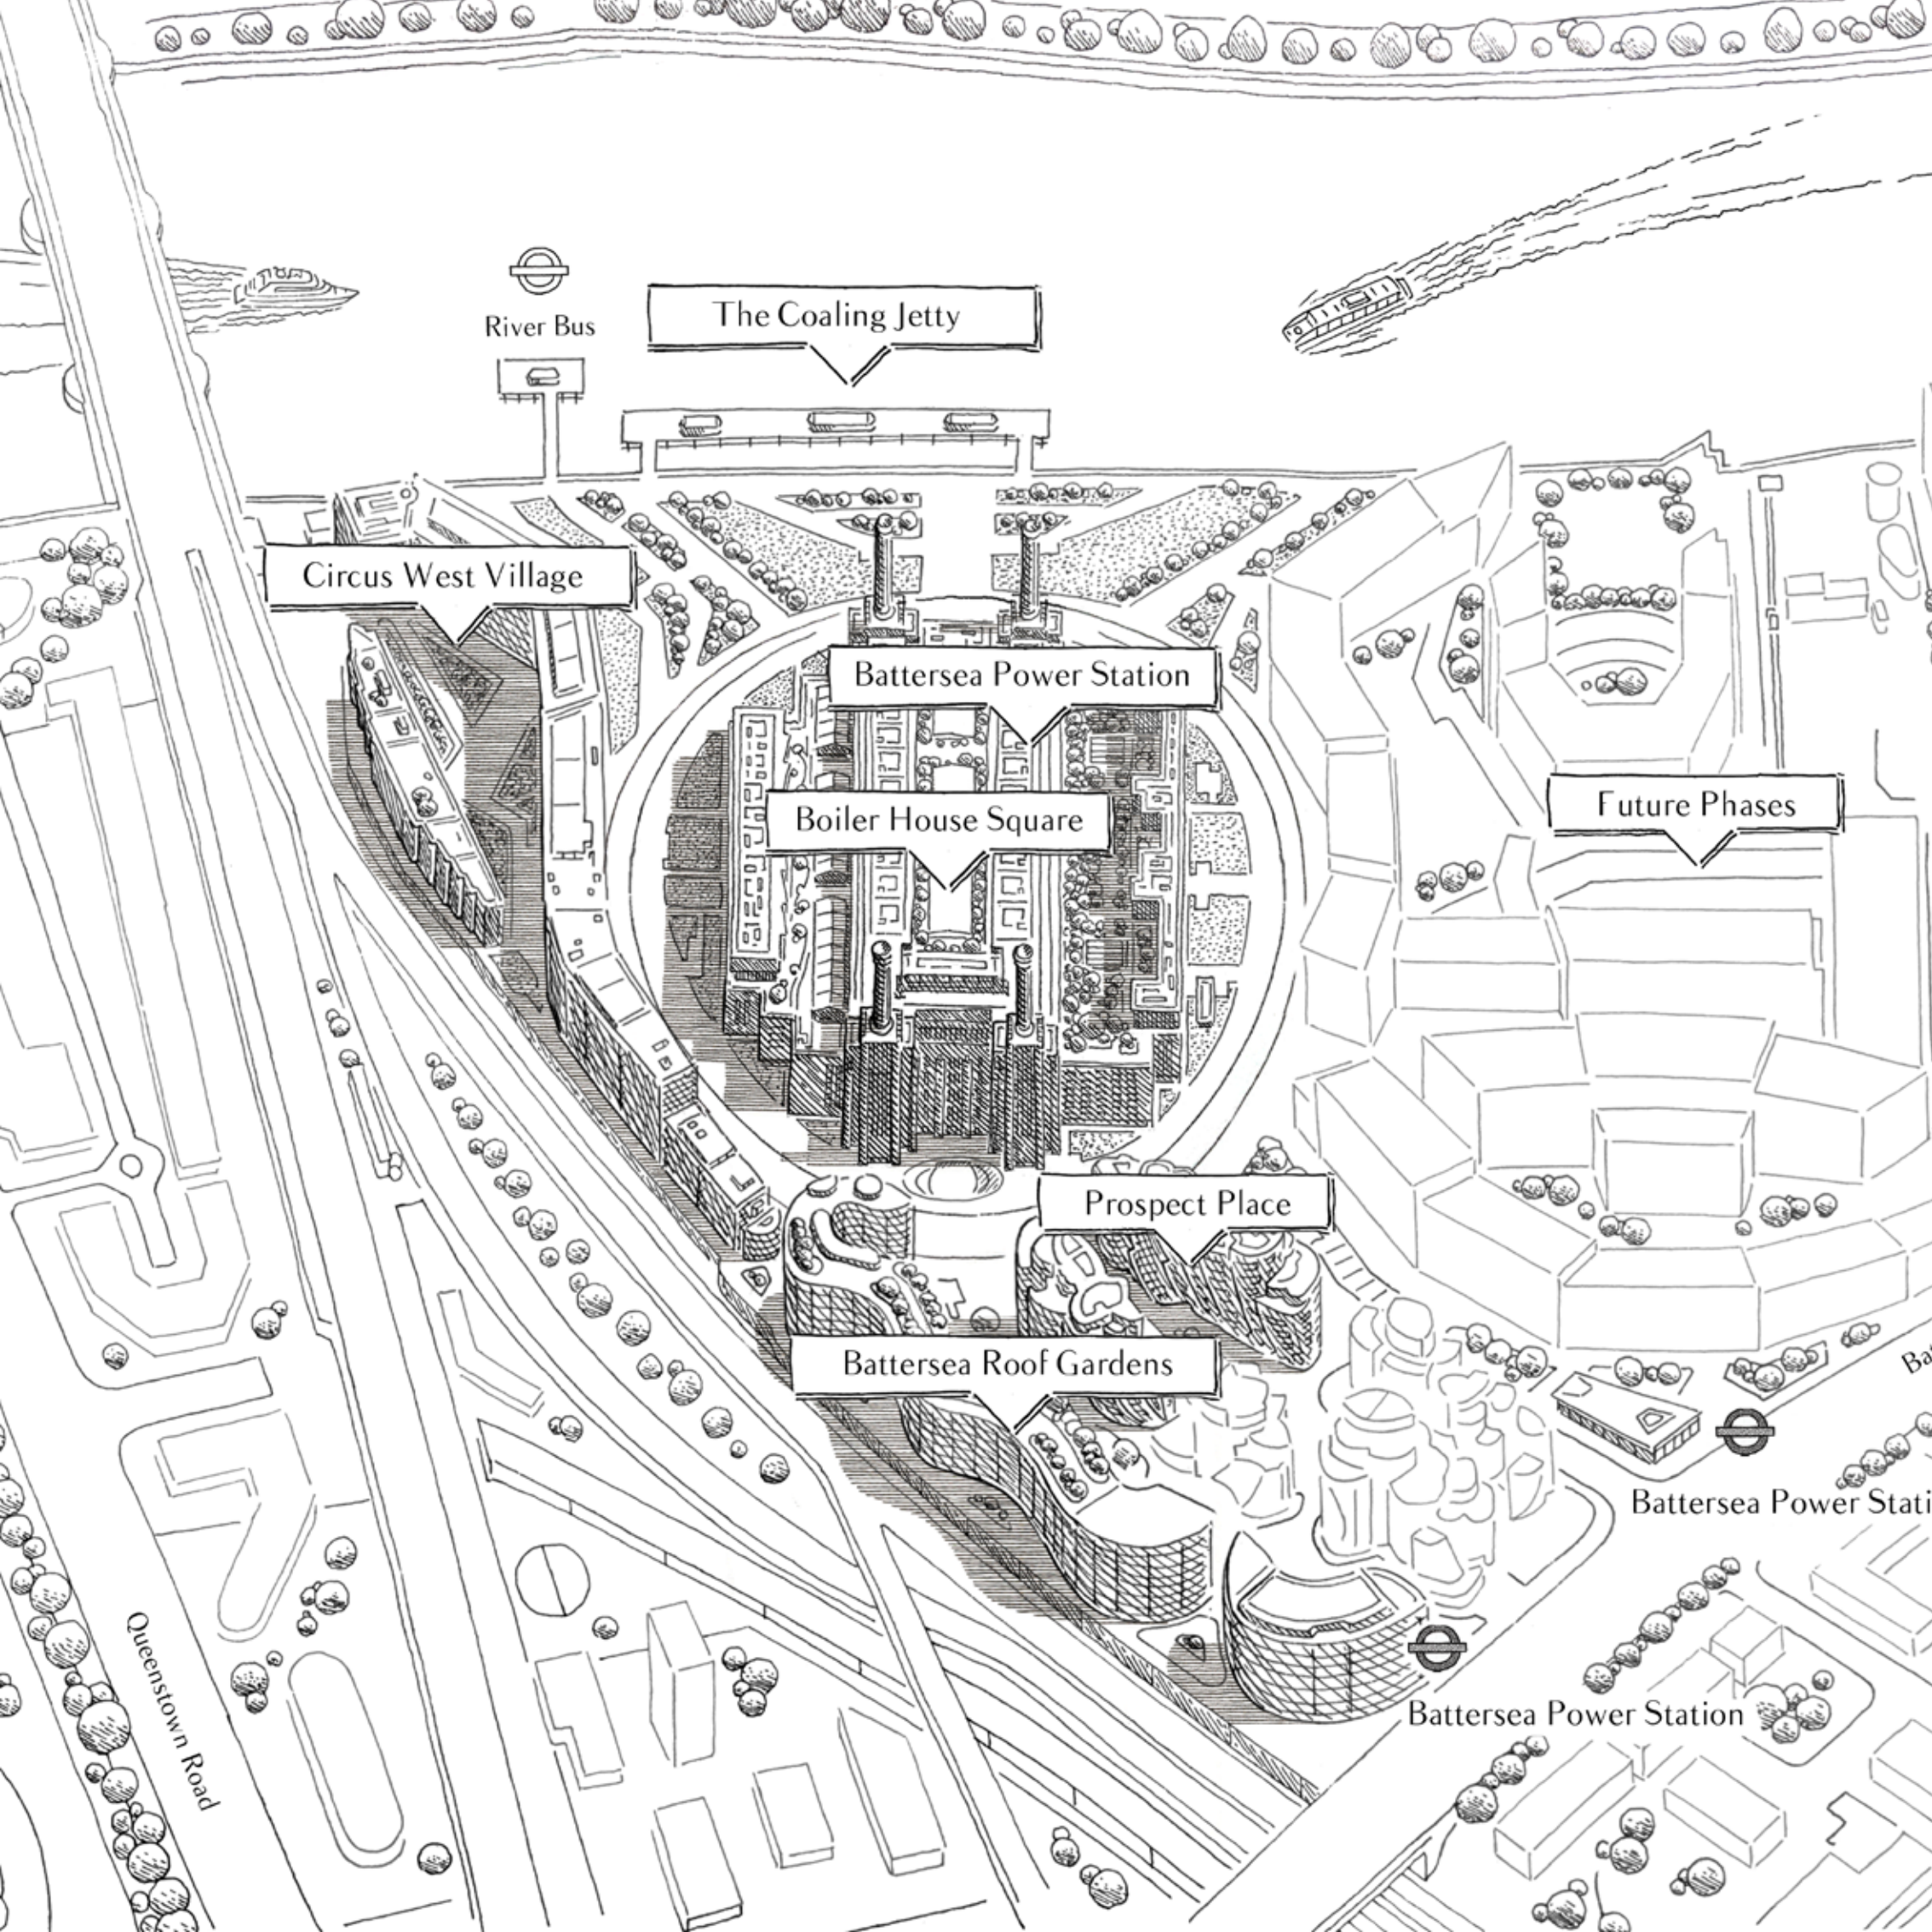 River Bus
The Coaling Jetty
Circus West Village
Battersea Power Station
Boiler House Square
Future Phases
Prospect Place
Battersea Roof Gardens
Ba
Battersea Power Stati
Queenstown Road
Battersea Power Station